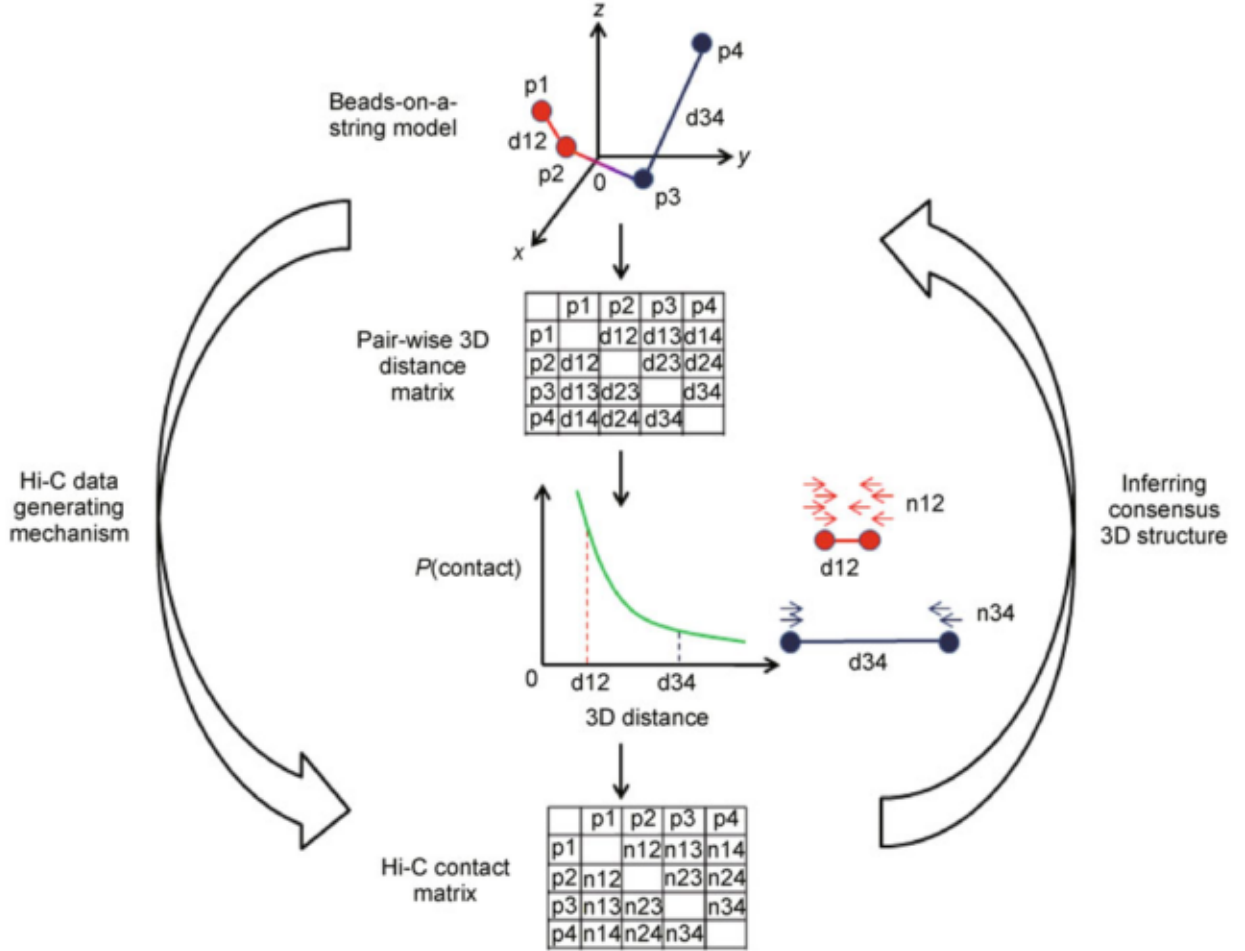 z
p4
p1
Beads-on-a-
string model
d34
d12
y
p2
0
p3
x
p1 p2 p3 p4
p1 d12 d13 d14
p2 d12 d23 d24
p3 d13 d23 d34
p4 d14 d24 d34
Pair-wise 3D
distance
matrix
Hi-C data
generating
mechanism
P(contact)
0
d12
d34
3D distance
n12
d12
n34
d34
Inferring
consensus
3D structure
Hi-C contact
matrix
p1 p2 p3 p4
p1 n12 n13 n14
p2 n12 n23 n24
p3 n13 n23 n34
p4 n14 n24 n34